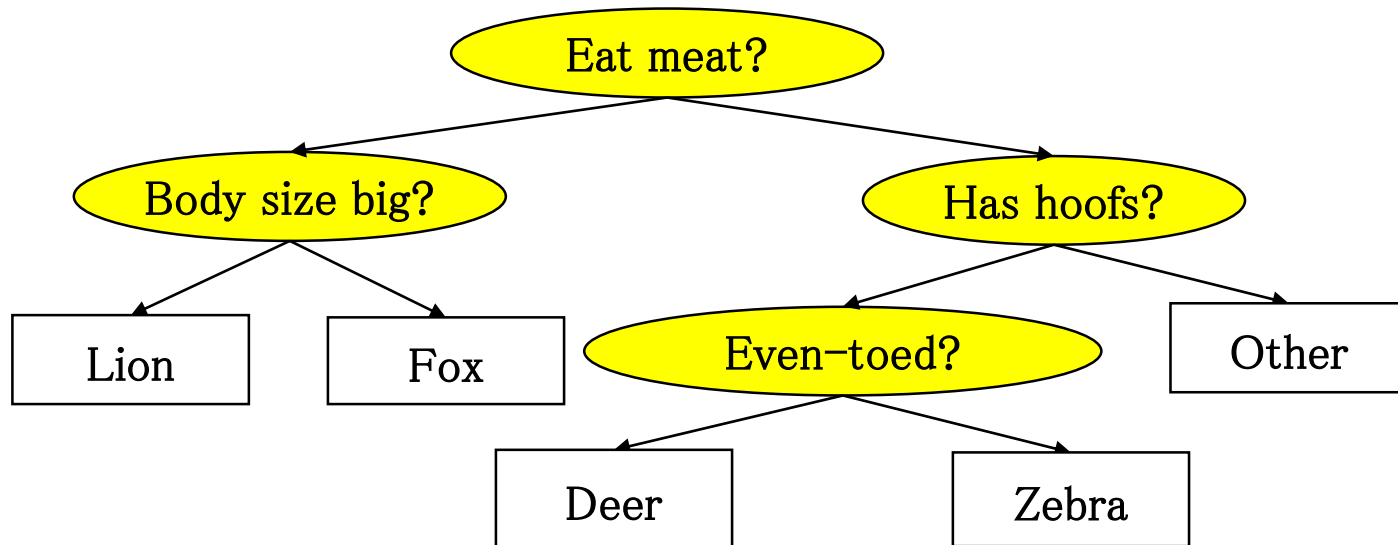 Eat meat?
Body size big?
Has hoofs?
Lion
Fox
Even-toed?
Other
Deer
Zebra